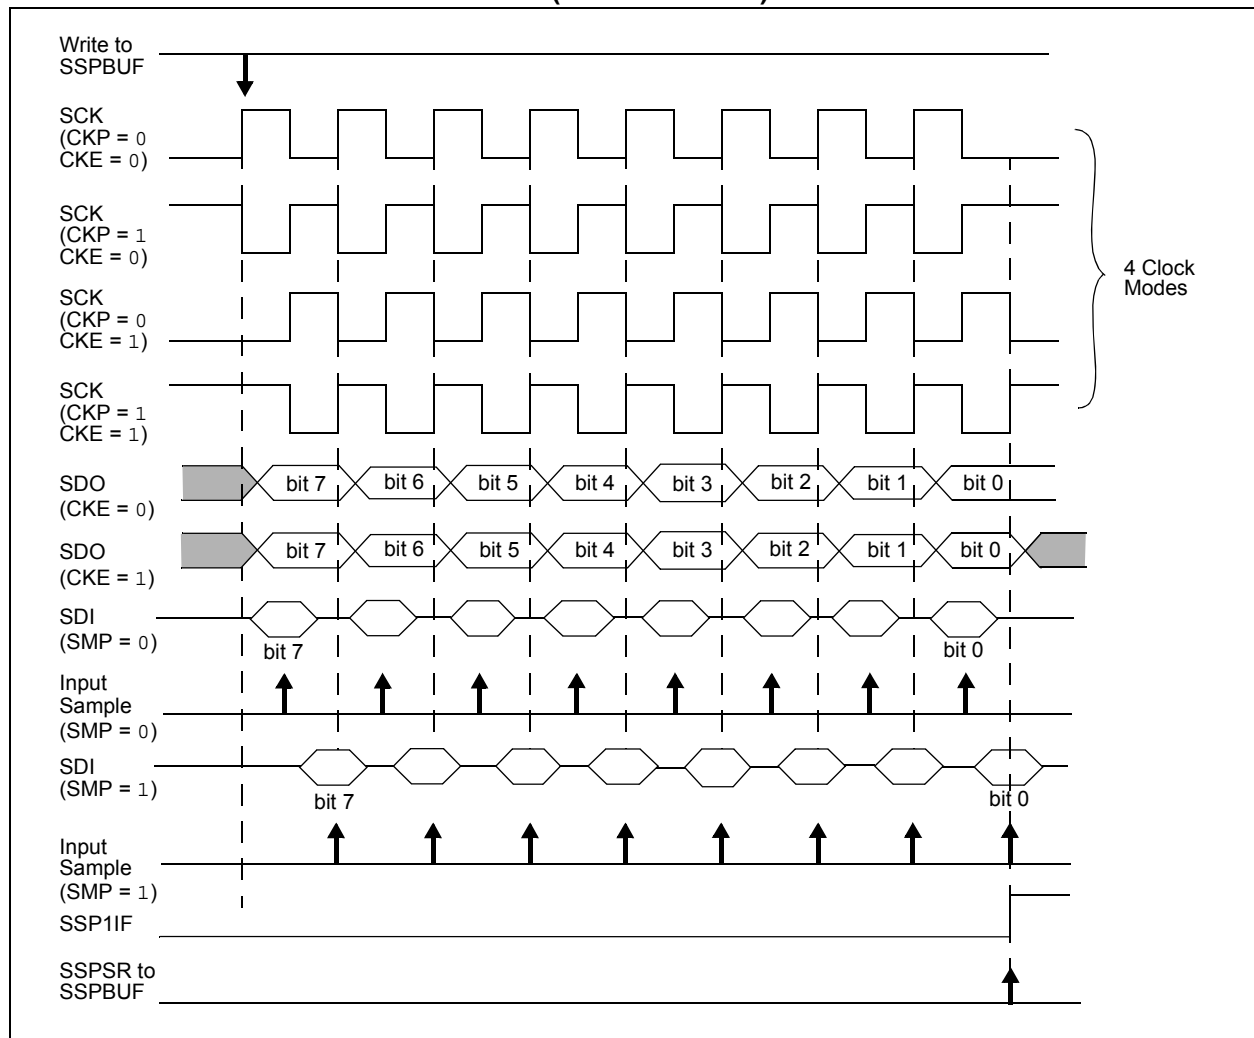 Write to
SSPBUF
SCK
(CKP = 0
CKE = 0)
SCK
(CKP = 1
CKE = 0)
SCK
(CKP = 0
CKE = 1)
SCK
(CKP = 1
CKE = 1)
4 Clock
Modes
SDO
(CKE = 0)
bit 7 bit 6 bit 5 bit 4 bit 3 bit 2 bit 1 bit 0
SDO
(CKE = 1)
bit 7 bit 6 bit 5 bit 4 bit 3 bit 2 bit 1 bit 0
SDI
(SMP = 0)
bit 7 bit 0
Input
Sample
(SMP = 0)
SDI
(SMP = 1)
bit 7 bit 0
Input
Sample
(SMP = 1)
SSP1IF
SSPSR to
SSPBUF